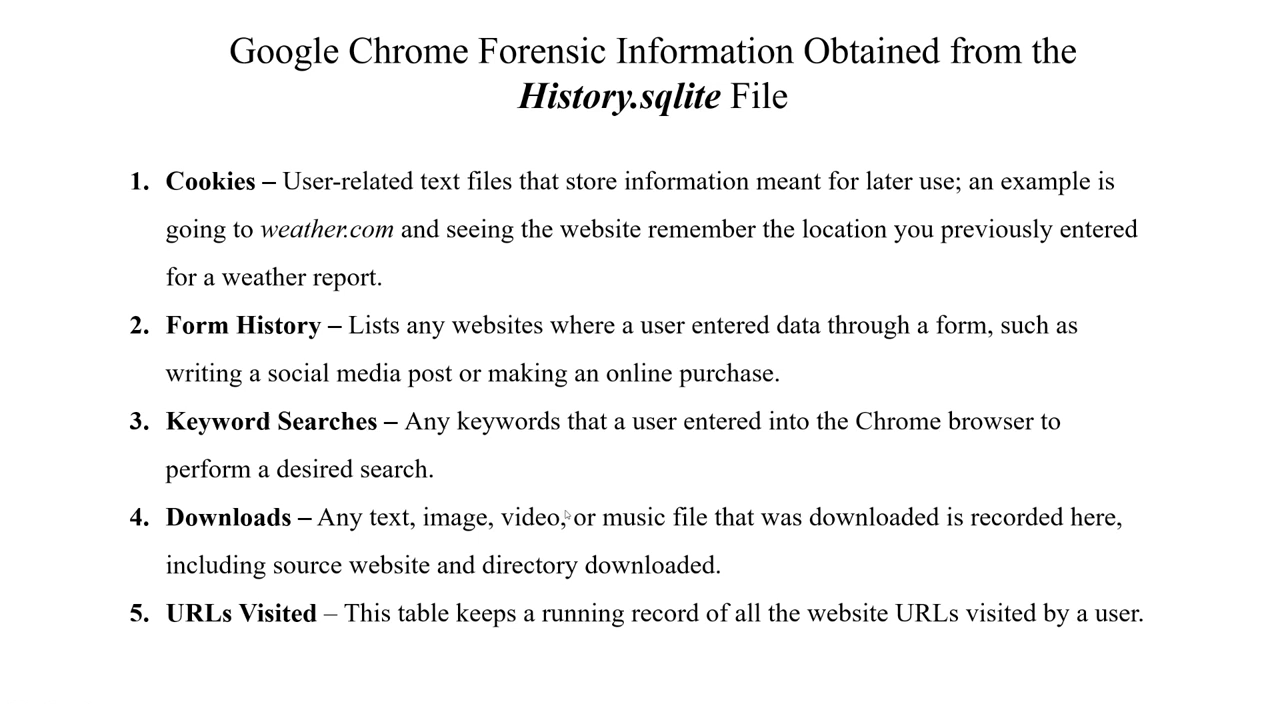 Google Chrome Forensic Information Obtained from the
History.sqlite File
1. Cookies – User-related text files that store information meant for later use; an example is
going to weather.com and seeing the website remember the location you previously entered
for a weather report.
2. Form History – Lists any websites where a user entered data through a form, such as
writing a social media post or making an online purchase.
3. Keyword Searches – Any keywords that a user entered into the Chrome browser to
perform a desired search.
4. Downloads – Any text, image, video, or music file that was downloaded is recorded here,
including source website and directory downloaded.
5. URLs Visited – This table keeps a running record of all the website URLs visited by a user.